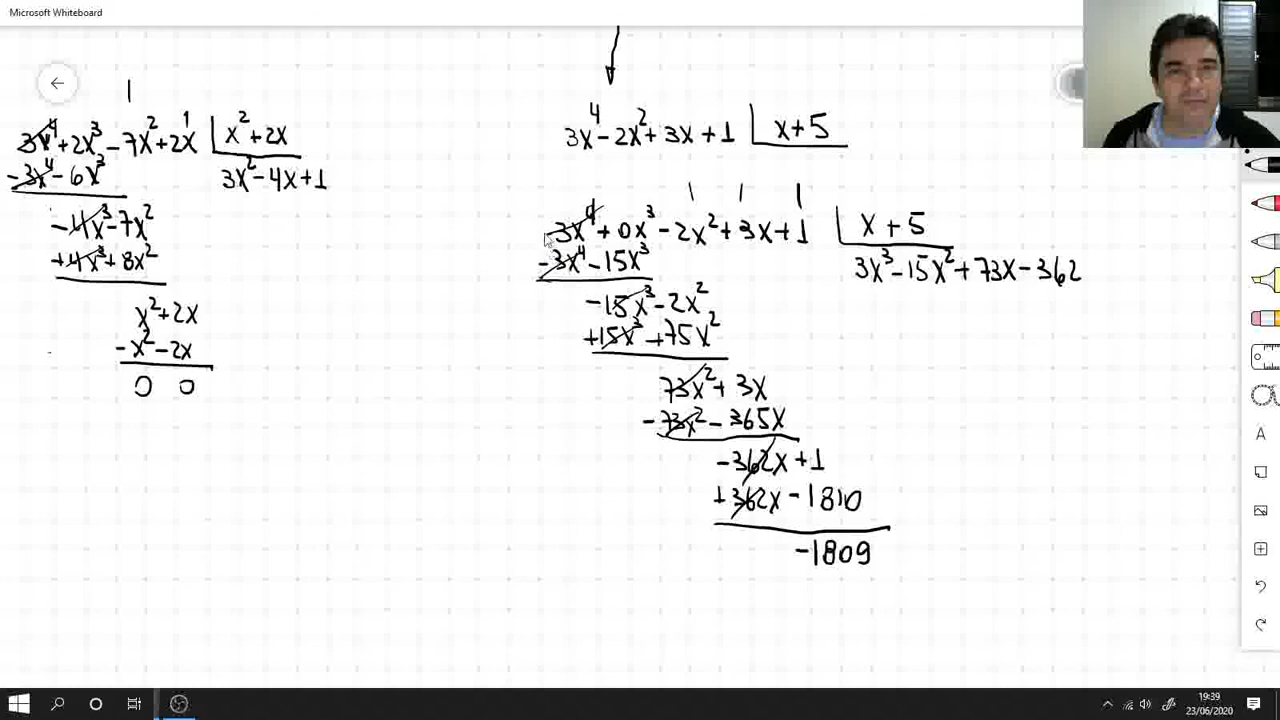 Microsoft Whiteboard
3x⁴+2x³-7x²+2x¹ | x²+2x
-3x⁴-6x³ 3x²-4x+1
-4x³-7x²
+4x³+8x²
x²+2x
-x²-2x
0 0
3x⁴-2x²+3x+1 | x+5
3x⁴+0x³-2x²+3x+1 | x+5
-3x⁴-15x³ 3x³-15x²+73x-362
-15x³-2x²
+15x³+75x²
73x²+3x
-73x²-365x
-362x+1
+362x-1810
-1809
19:39
23/06/2020